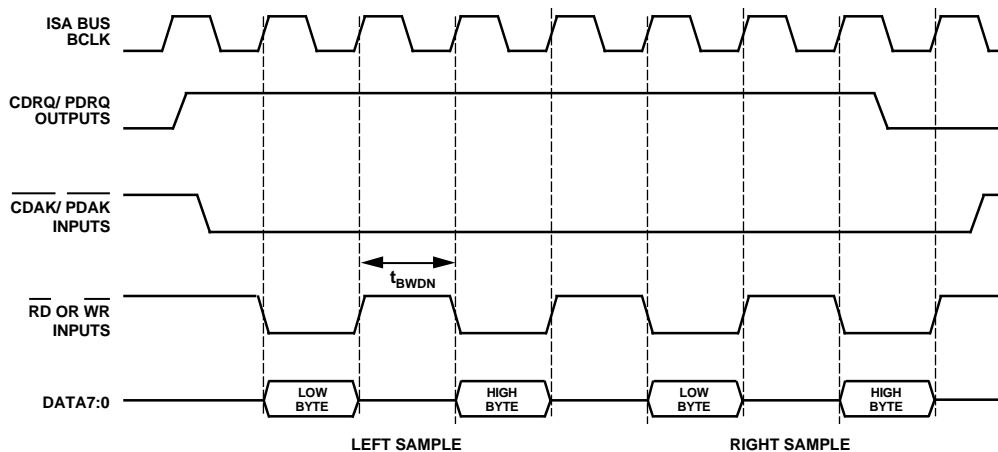 ISA BUS
BCLK
CDRQ/ PDRQ
OUTPUTS
CDAK/ PDAK
INPUTS
tBWDN
RD OR WR
INPUTS
DATA7:0
LOW
BYTE
HIGH
BYTE
LOW
BYTE
HIGH
BYTE
LEFT SAMPLE
RIGHT SAMPLE